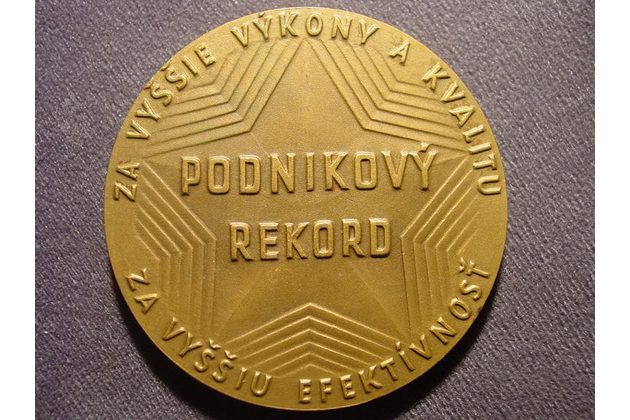 ZA VYŠŠIE VÝKONY A KVALITU
PODNIKOVÝ
REKORD
ZA VYŠŠIU EFEKTÍVNOSŤ